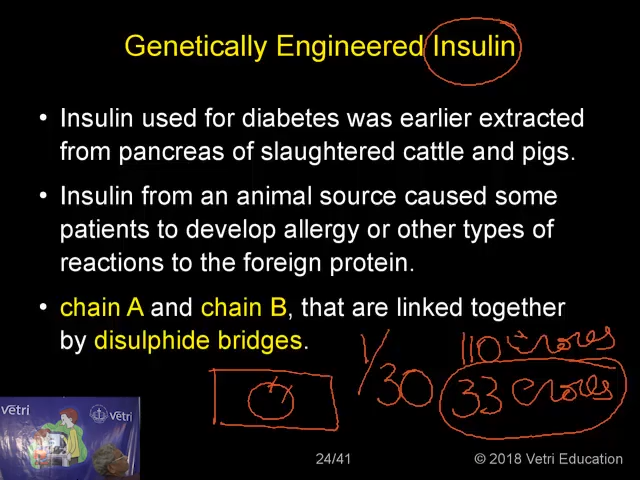 Genetically Engineered Insulin
• Insulin used for diabetes was earlier extracted
from pancreas of slaughtered cattle and pigs.
• Insulin from an animal source caused some
patients to develop allergy or other types of
reactions to the foreign protein.
• chain A and chain B, that are linked together
by disulphide bridges.
110 crores
1/30
33 crores
Vetri
Vetri
24/41
© 2018 Vetri Education